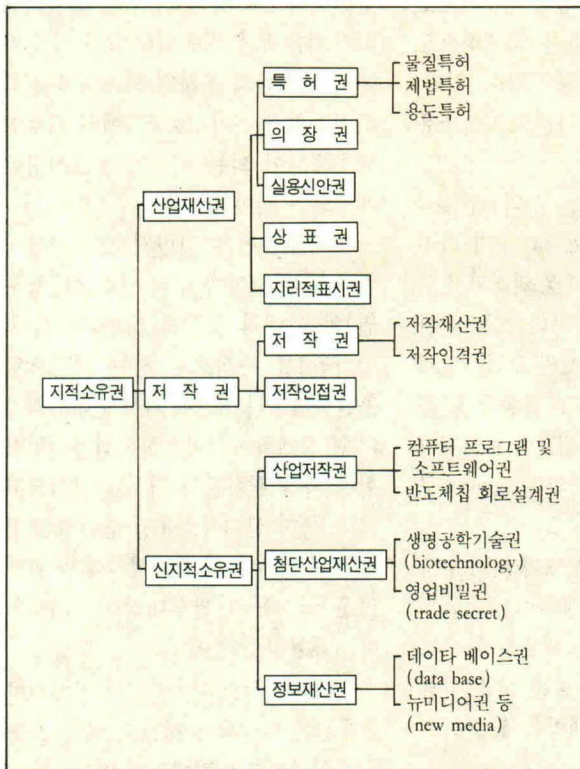 특 허 권
물질특허
제법특허
용도특허
의 장 권
실용신안권
산업재산권
상 표 권
지리적표시권
저 작 권
저작재산권
저작인격권
지적소유권
저 작 권
저작인접권
산업저작권
컴퓨터 프로그램 및
소프트웨어권
반도체칩 회로설계권
신지적소유권
첨단산업재산권
생명공학기술권
(biotechnology)
영업비밀권
(trade secret)
정보재산권
데이타 베이스권
(data base)
뉴미디어권 등
(new media)